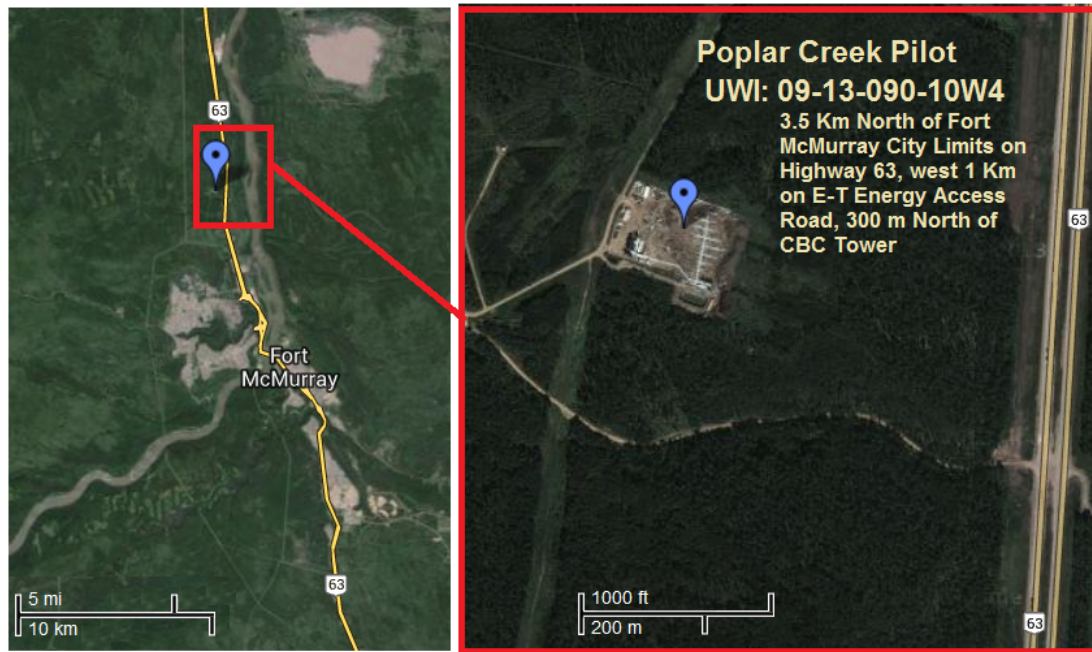 63
Fort
McMurray
63
5 mi
10 km
Poplar Creek Pilot
UWI: 09-13-090-10W4
3.5 Km North of Fort
McMurray City Limits on
Highway 63, west 1 Km
on E-T Energy Access
Road, 300 m North of
CBC Tower
63
1000 ft
200 m
63